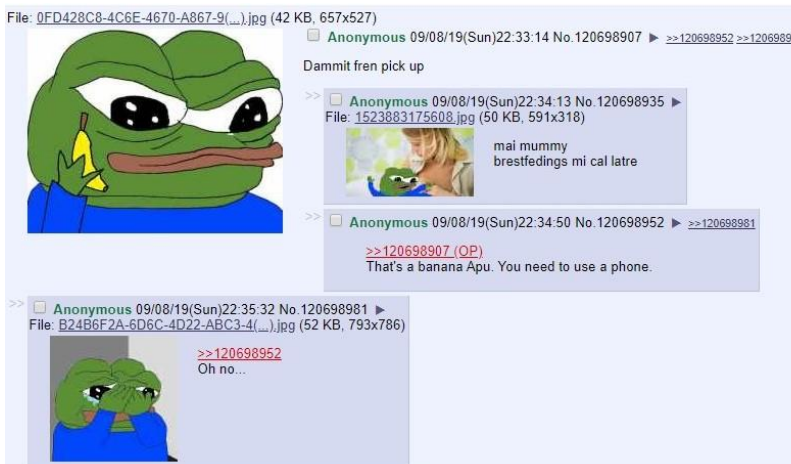 File: 0FD428C8-4C6E-4670-A867-9(...).jpg (42 KB, 657x527)
Anonymous 09/08/19(Sun)22:33:14 No.120698907 ▶ >>120698952 >>1206989
Dammit fren pick up
>> Anonymous 09/08/19(Sun)22:34:13 No.120698935 ▶
File: 1523883175608.jpg (50 KB, 591x318)
mai mummy
brestfedings mi cal latre
>> Anonymous 09/08/19(Sun)22:34:50 No.120698952 ▶ >>120698981
>>120698907 (OP)
That's a banana Apu. You need to use a phone.
>> Anonymous 09/08/19(Sun)22:35:32 No.120698981 ▶
File: B24B6F2A-6D6C-4D22-ABC3-4(...).jpg (52 KB, 793x786)
>>120698952
Oh no...